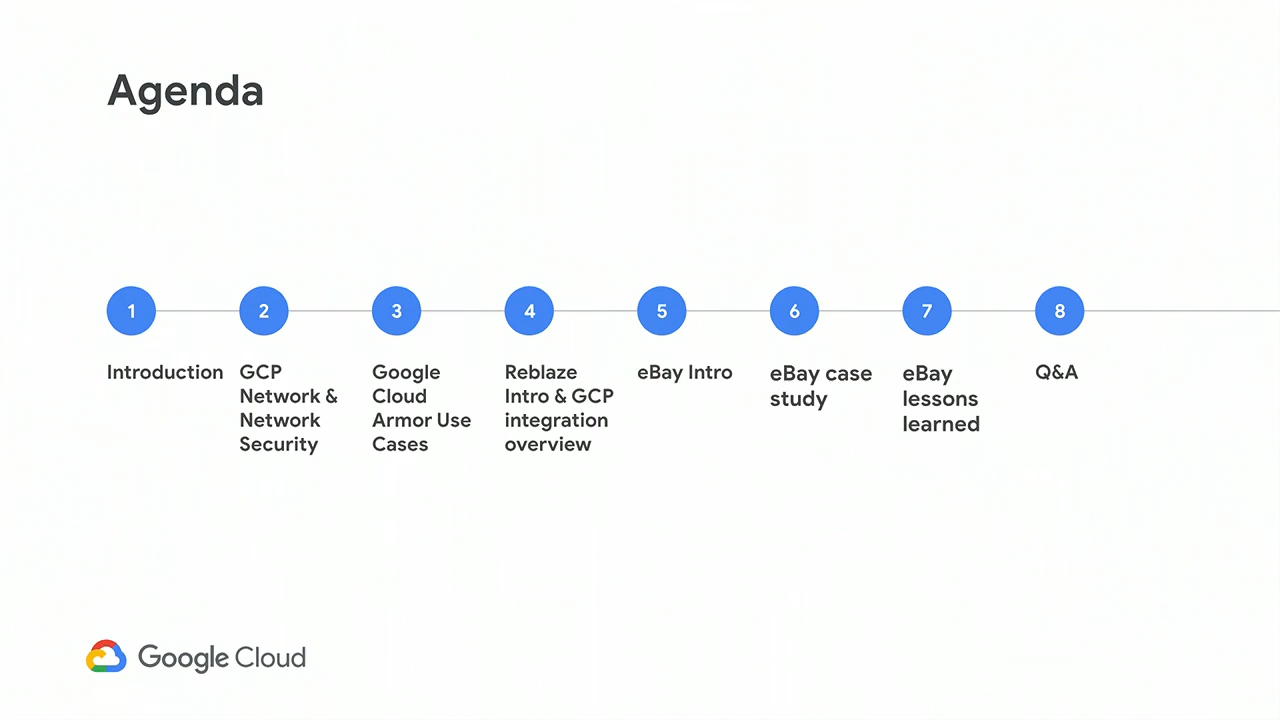 Agenda
1
Introduction
2
GCP
Network &
Network
Security
3
Google
Cloud
Armor Use
Cases
4
Reblaze
Intro & GCP
integration
overview
5
eBay Intro
6
eBay case
study
7
eBay
lessons
learned
8
Q&A
Google Cloud